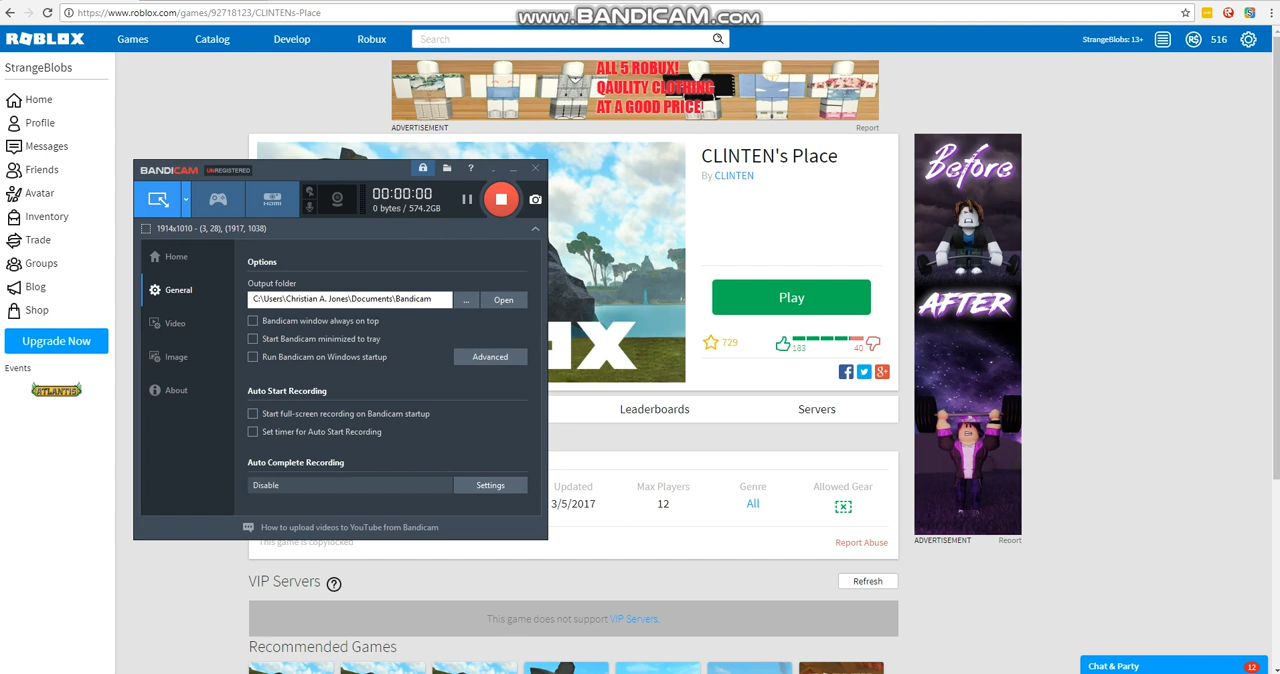 https://www.roblox.com/games/92718123/CLINTENs-Place
www.BANDICAM.com
ROBLOX
Games
Catalog
Develop
Robux
Search
StrangeBlobs: 13+
516
StrangeBlobs
Home
Profile
Messages
Friends
Avatar
Inventory
Trade
Groups
Blog
Shop
Upgrade Now
Events
ATLANTIS
ALL 5 ROBUX!
QAULITY CLOTHING
AT A GOOD PRICE!
ADVERTISEMENT
Report
BANDICAM UNREGISTERED
HDMI
00:00:00
0 bytes / 574.2GB
1914x1010 - (3, 28), (1917, 1038)
Home
General
Video
Image
About
Options
Output folder
C:\Users\Christian A. Jones\Documents\Bandicam
...
Open
Bandicam window always on top
Start Bandicam minimized to tray
Run Bandicam on Windows startup
Advanced
Auto Start Recording
Start full-screen recording on Bandicam startup
Set timer for Auto Start Recording
Auto Complete Recording
Disable
Settings
How to upload videos to YouTube from Bandicam
CLlNTEN's Place
By CLINTEN
Play
729
183
40
Leaderboards
Servers
Updated
3/5/2017
Max Players
12
Genre
All
Allowed Gear
This game is copylocked
Report Abuse
VIP Servers
Refresh
This game does not support VIP Servers.
Recommended Games
Before
AFTER
ADVERTISEMENT
Report
Chat & Party
12